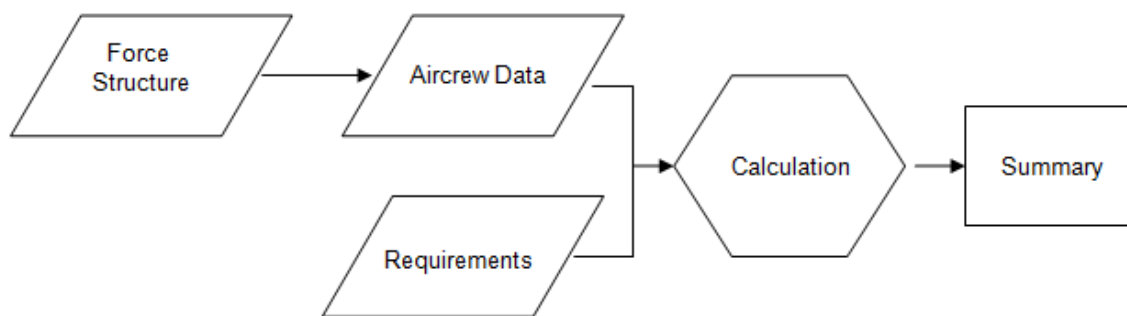 Force
Structure
Aircrew Data
Requirements
Calculation
Summary